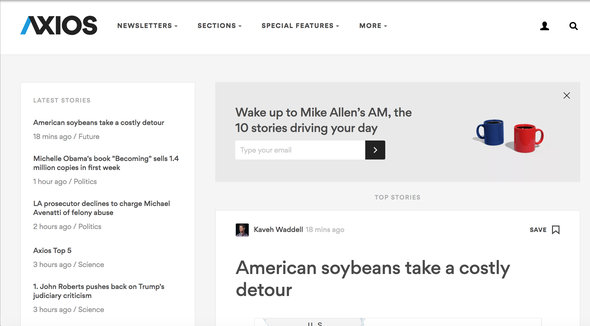 AXIOS
NEWSLETTERS
SECTIONS
SPECIAL FEATURES
MORE
LATEST STORIES
American soybeans take a costly detour
18 mins ago / Future
Michelle Obama's book "Becoming" sells 1.4
million copies in first week
1 hour ago / Politics
LA prosecutor declines to charge Michael
Avenatti of felony abuse
2 hours ago / Politics
Axios Top 5
3 hours ago / Science
1. John Roberts pushes back on Trump's
judiciary criticism
3 hours ago / Science
Wake up to Mike Allen's AM, the
10 stories driving your day
Type your email
TOP STORIES
Kaveh Waddell 18 mins ago
SAVE
American soybeans take a costly
detour
U.S.